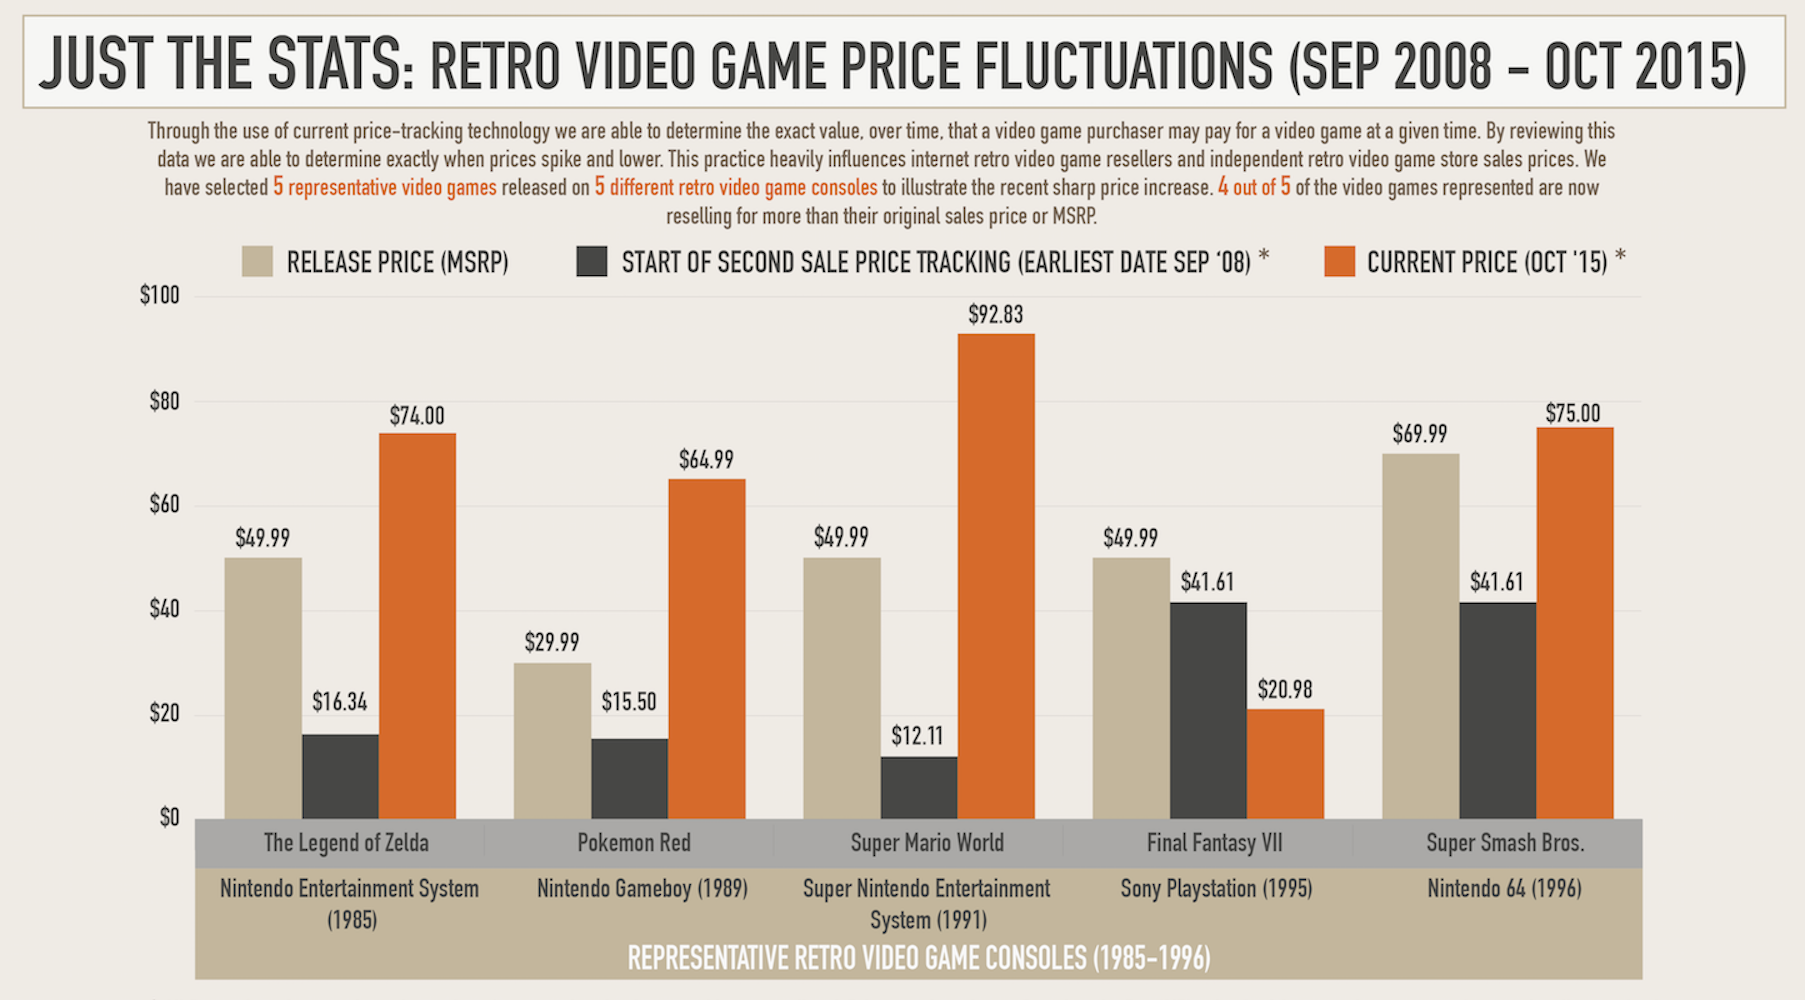 JUST THE STATS: RETRO VIDEO GAME PRICE FLUCTUATIONS (SEP 2008 - OCT 2015)
Through the use of current price-tracking technology we are able to determine the exact value, over time, that a video game purchaser may pay for a video game at a given time. By reviewing this
data we are able to determine exactly when prices spike and lower. This practice heavily influences internet retro video game resellers and independent retro video game store sales prices. We
have selected 5 representative video games released on 5 different retro video game consoles to illustrate the recent sharp price increase. 4 out of 5 of the video games represented are now
reselling for more than their original sales price or MSRP.
RELEASE PRICE (MSRP)
START OF SECOND SALE PRICE TRACKING (EARLIEST DATE SEP '08) *
CURRENT PRICE (OCT '15) *
$100
$80
$60
$40
$20
$0
$49.99
$16.34
$74.00
$29.99
$15.50
$64.99
$49.99
$12.11
$92.83
$49.99
$41.61
$20.98
$69.99
$41.61
$75.00
The Legend of Zelda
Pokemon Red
Super Mario World
Final Fantasy VII
Super Smash Bros.
Nintendo Entertainment System
(1985)
Nintendo Gameboy (1989)
Super Nintendo Entertainment
System (1991)
Sony Playstation (1995)
Nintendo 64 (1996)
REPRESENTATIVE RETRO VIDEO GAME CONSOLES (1985-1996)